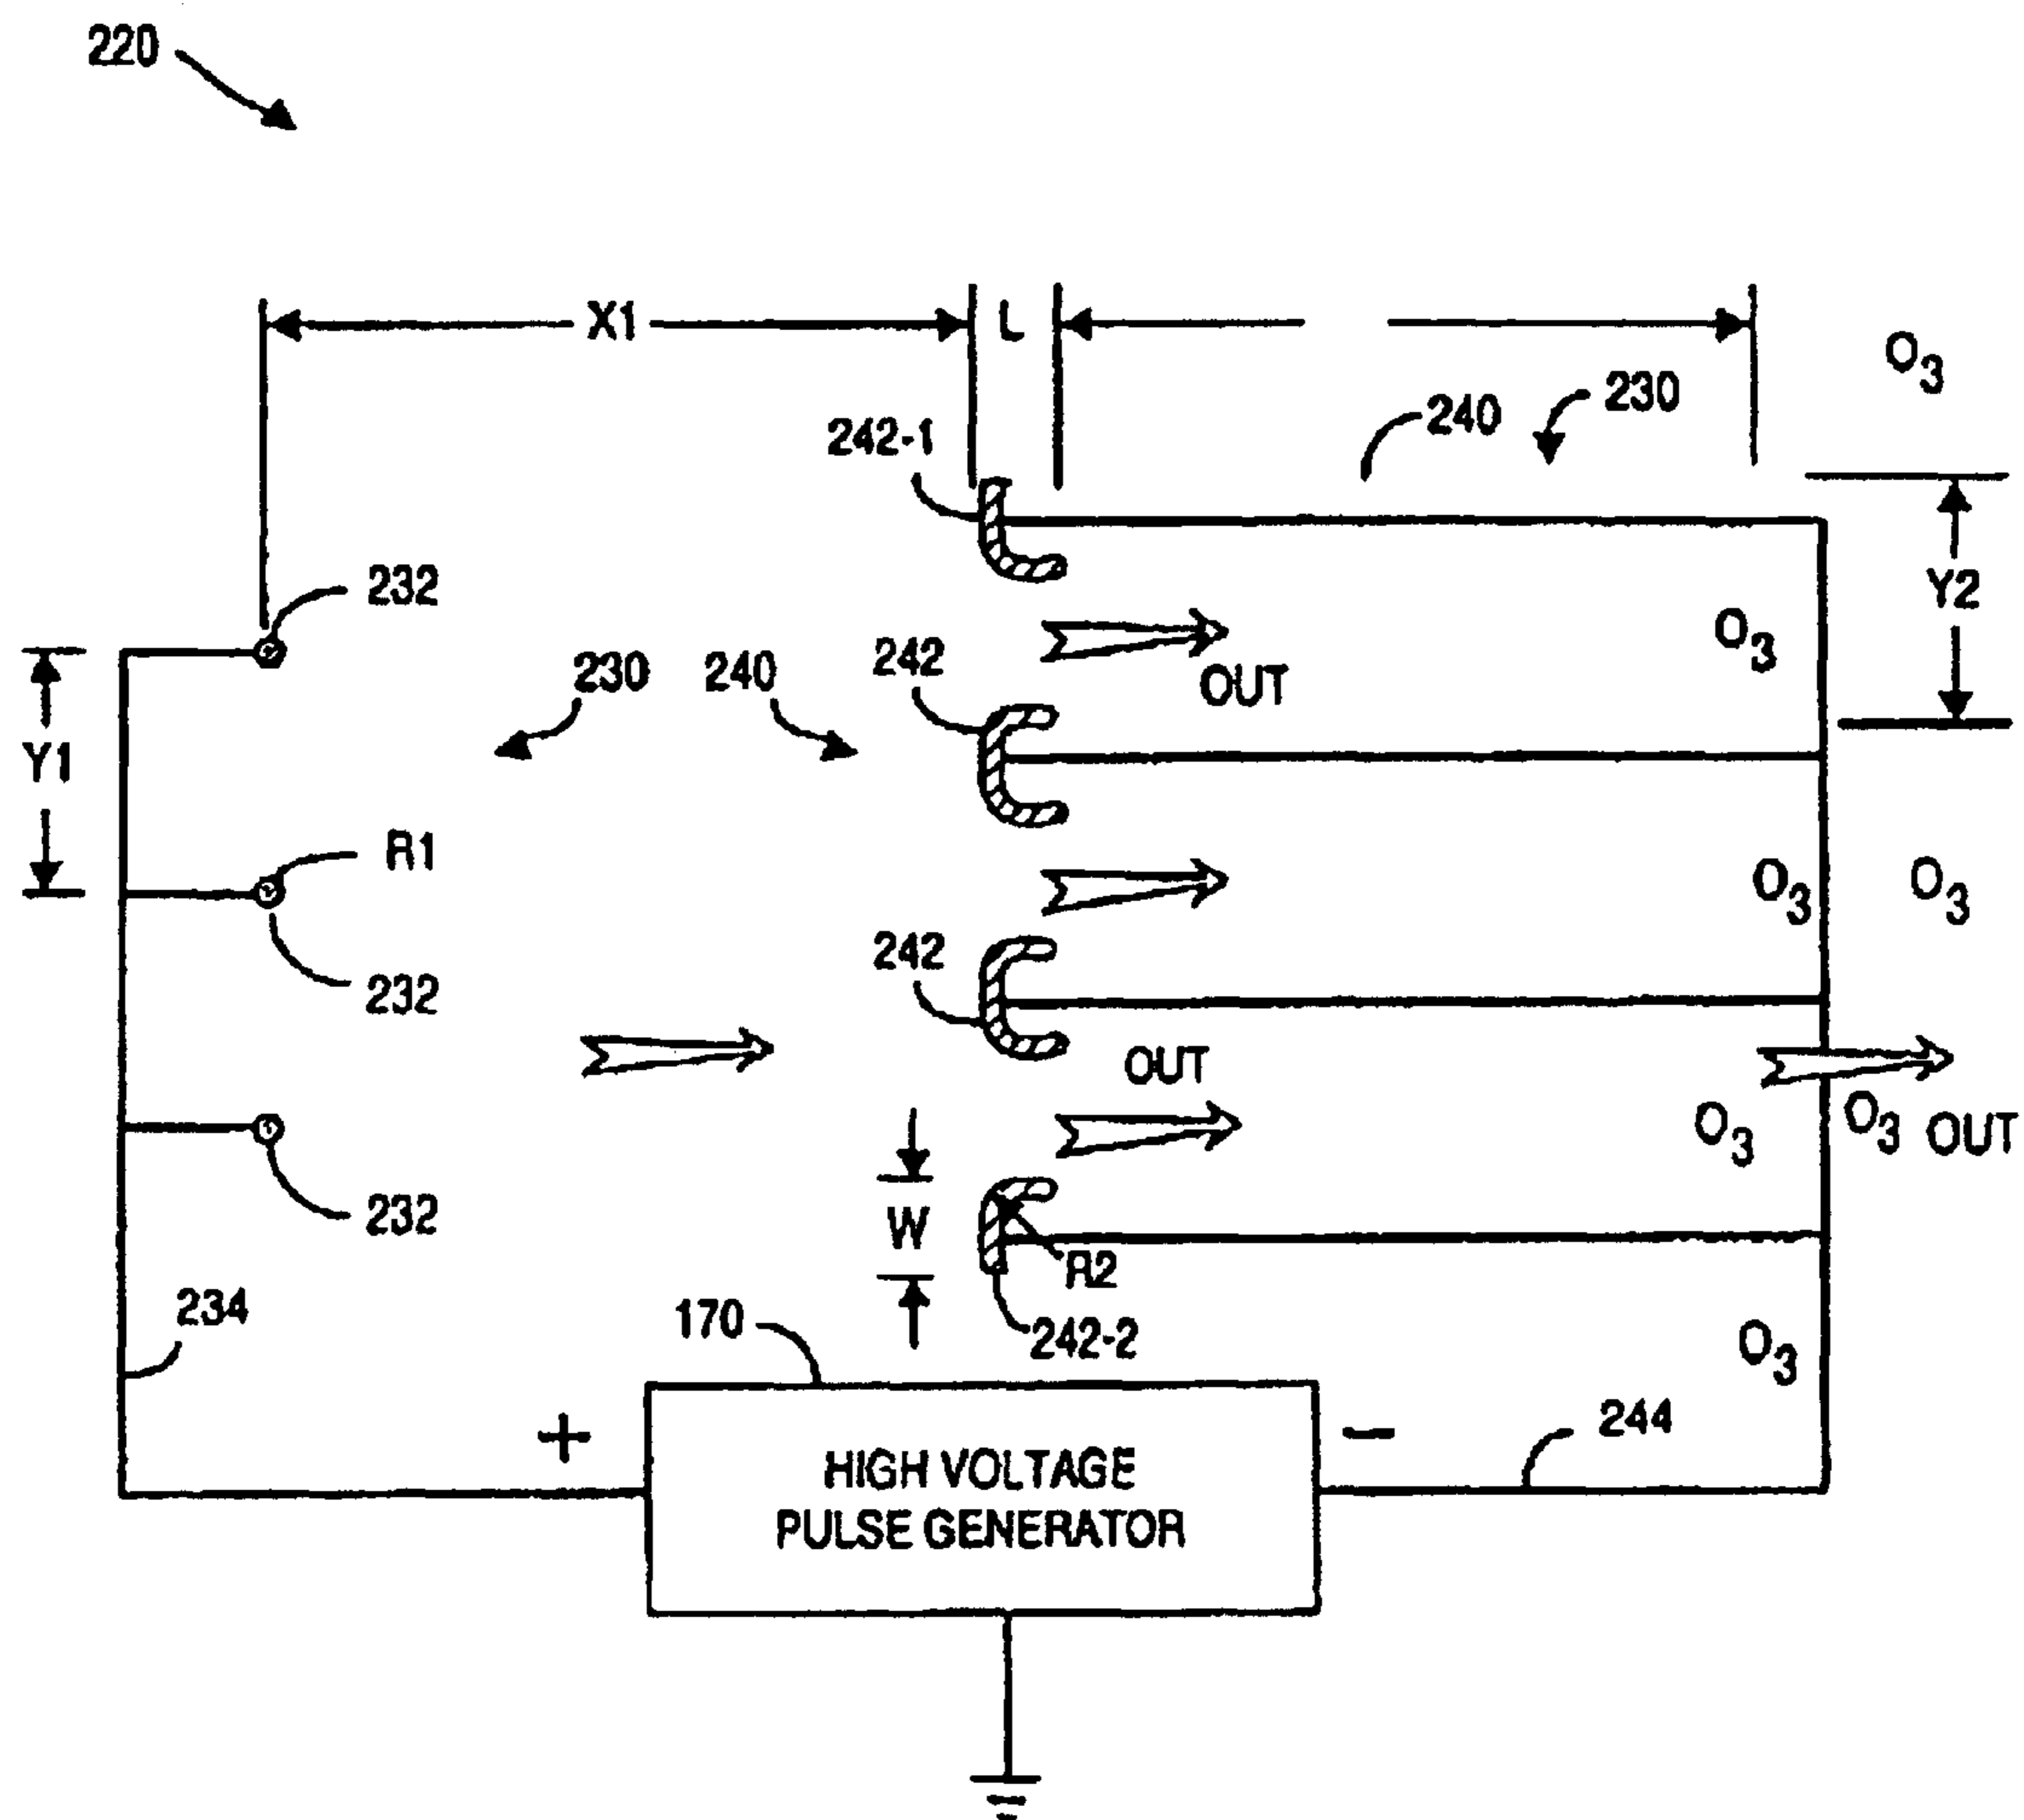 220
X1
L
O3
230
240
242-1
232
Y2
O3
242
230
240
OUT
Y1
R1
O3
O3
242
232
OUT
O3
O3 OUT
W
232
R2
234
170
242-2
O3
244
+
−
HIGH VOLTAGE
PULSE GENERATOR